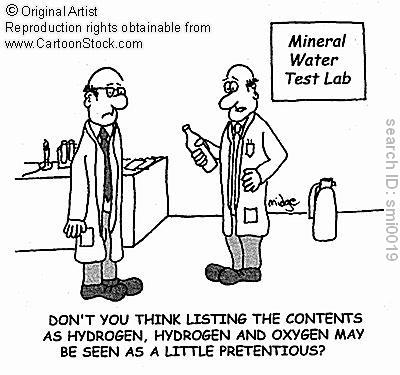 © Original Artist
Reproduction rights obtainable from
www.CartoonStock.com
Mineral
Water
Test Lab
search ID: smi0019
midge
DON'T YOU THINK LISTING THE CONTENTS
AS HYDROGEN, HYDROGEN AND OXYGEN MAY
BE SEEN AS A LITTLE PRETENTIOUS?